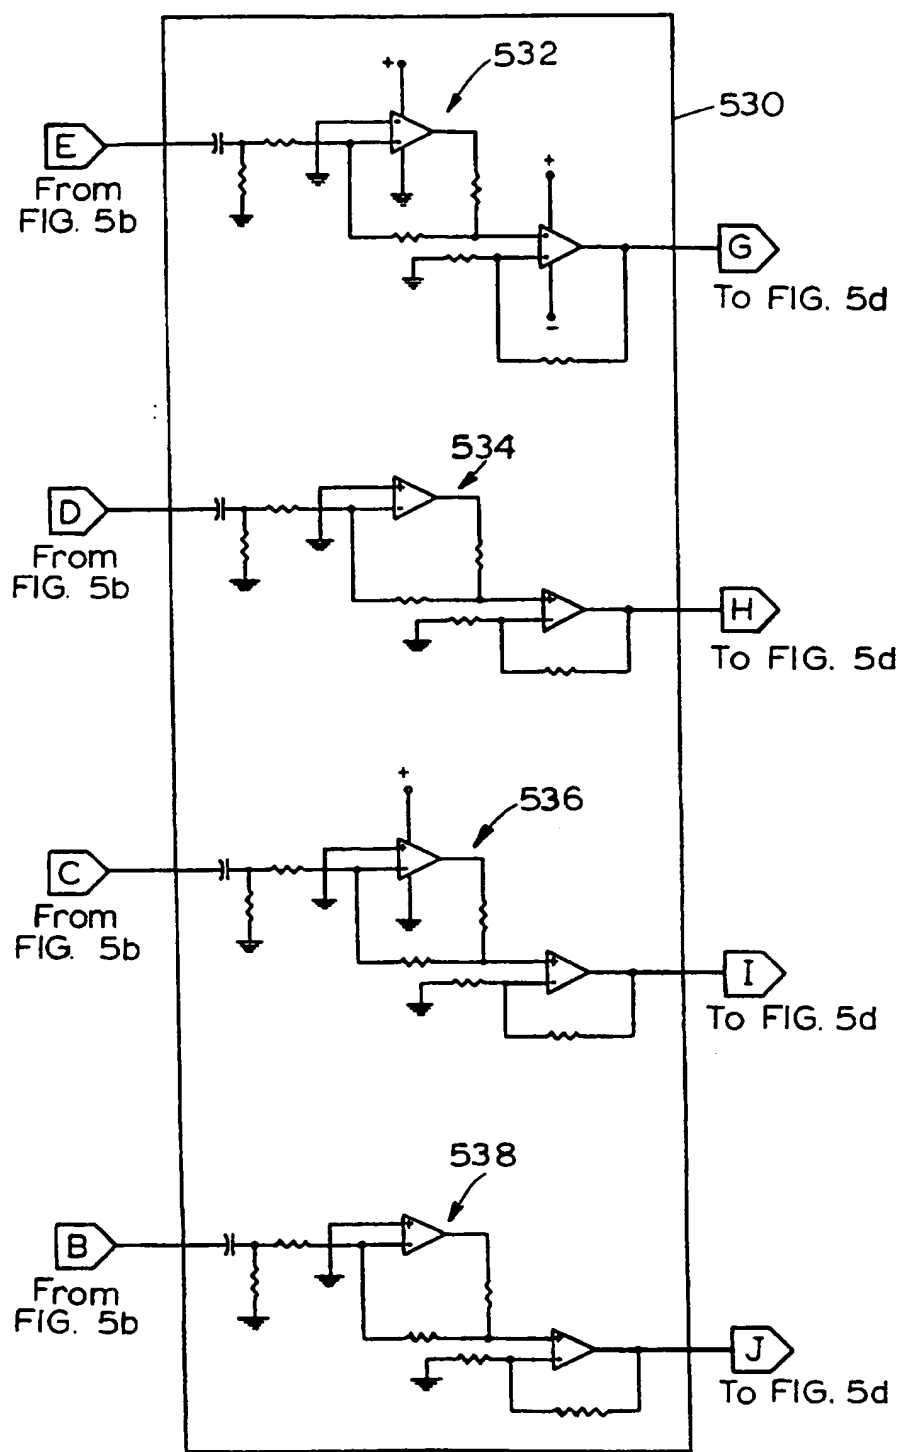 532
+
530
E
From
FIG. 5b
+
G
To FIG. 5d
-
534
D
From
FIG. 5b
+
-
+
-
H
To FIG. 5d
+
536
C
From
FIG. 5b
+
-
+
-
I
To FIG. 5d
538
B
From
FIG. 5b
+
-
+
-
J
To FIG. 5d